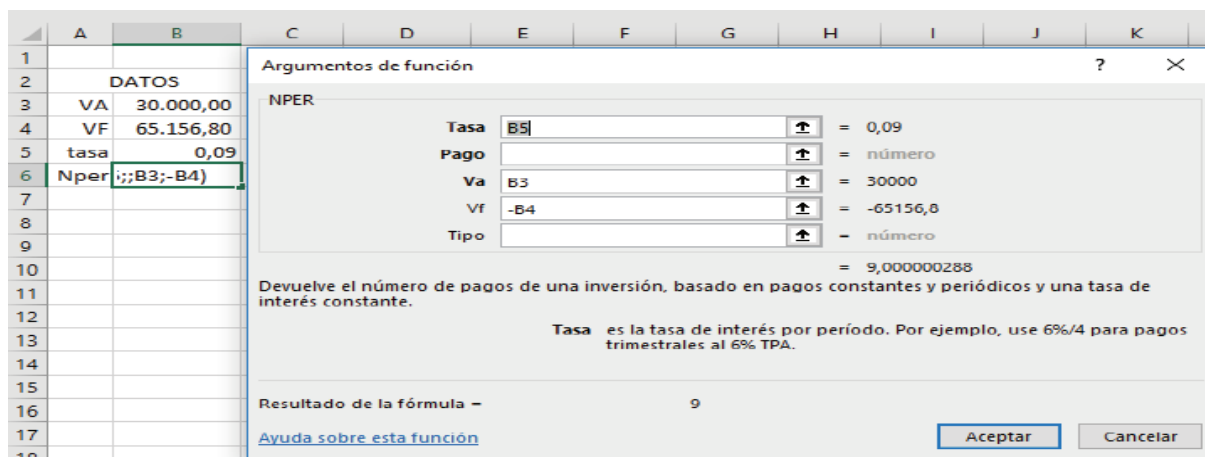 A B C D E F G H I J K
1
2 DATOS
3 VA 30.000,00
4 VF 65.156,80
5 tasa 0,09
6 Nper ;;B3;-B4)
7
8
9
10
11
12
13
14
15
16
17
18
Argumentos de función ? ✕
NPER
Tasa B5 = 0,09
Pago = número
Va B3 = 30000
Vf -B4 = -65156,8
Tipo = número
= 9,000000288
Devuelve el número de pagos de una inversión, basado en pagos constantes y periódicos y una tasa de
interés constante.
Tasa es la tasa de interés por período. Por ejemplo, use 6%/4 para pagos
trimestrales al 6% TPA.
Resultado de la fórmula = 9
Ayuda sobre esta función
Aceptar Cancelar